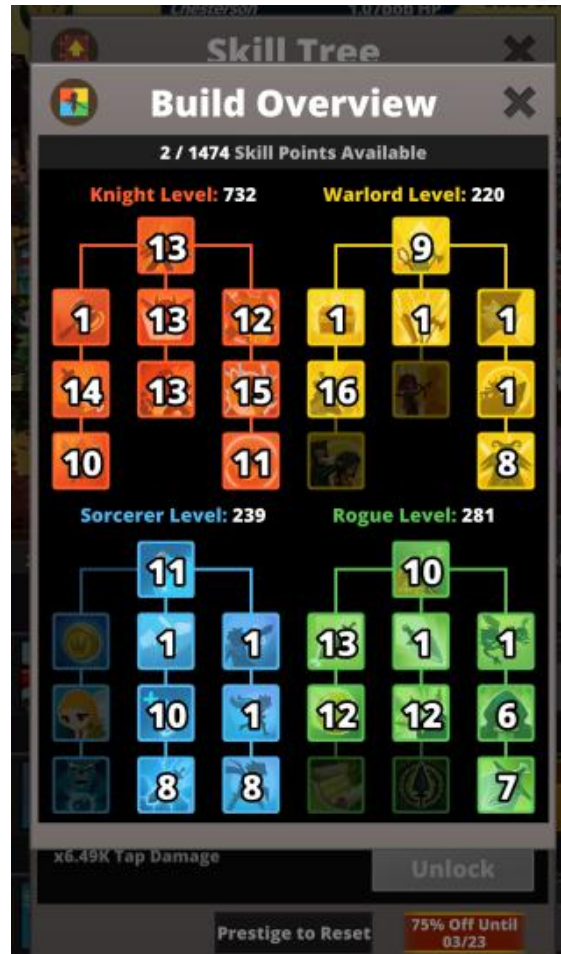 Chesterson
Skill Tree
Build Overview
2 / 1474 Skill Points Available
Knight Level: 732
Warlord Level: 220
13
9
1 13 12
1 1 1
14 13 15
16 1
10 11
8
Sorcerer Level: 239
Rogue Level: 281
11
10
1 1
13 1 1
10 1
12 12 6
8 8
7
x6.49K Tap Damage
Unlock
Prestige to Reset
75% Off Until
03/23